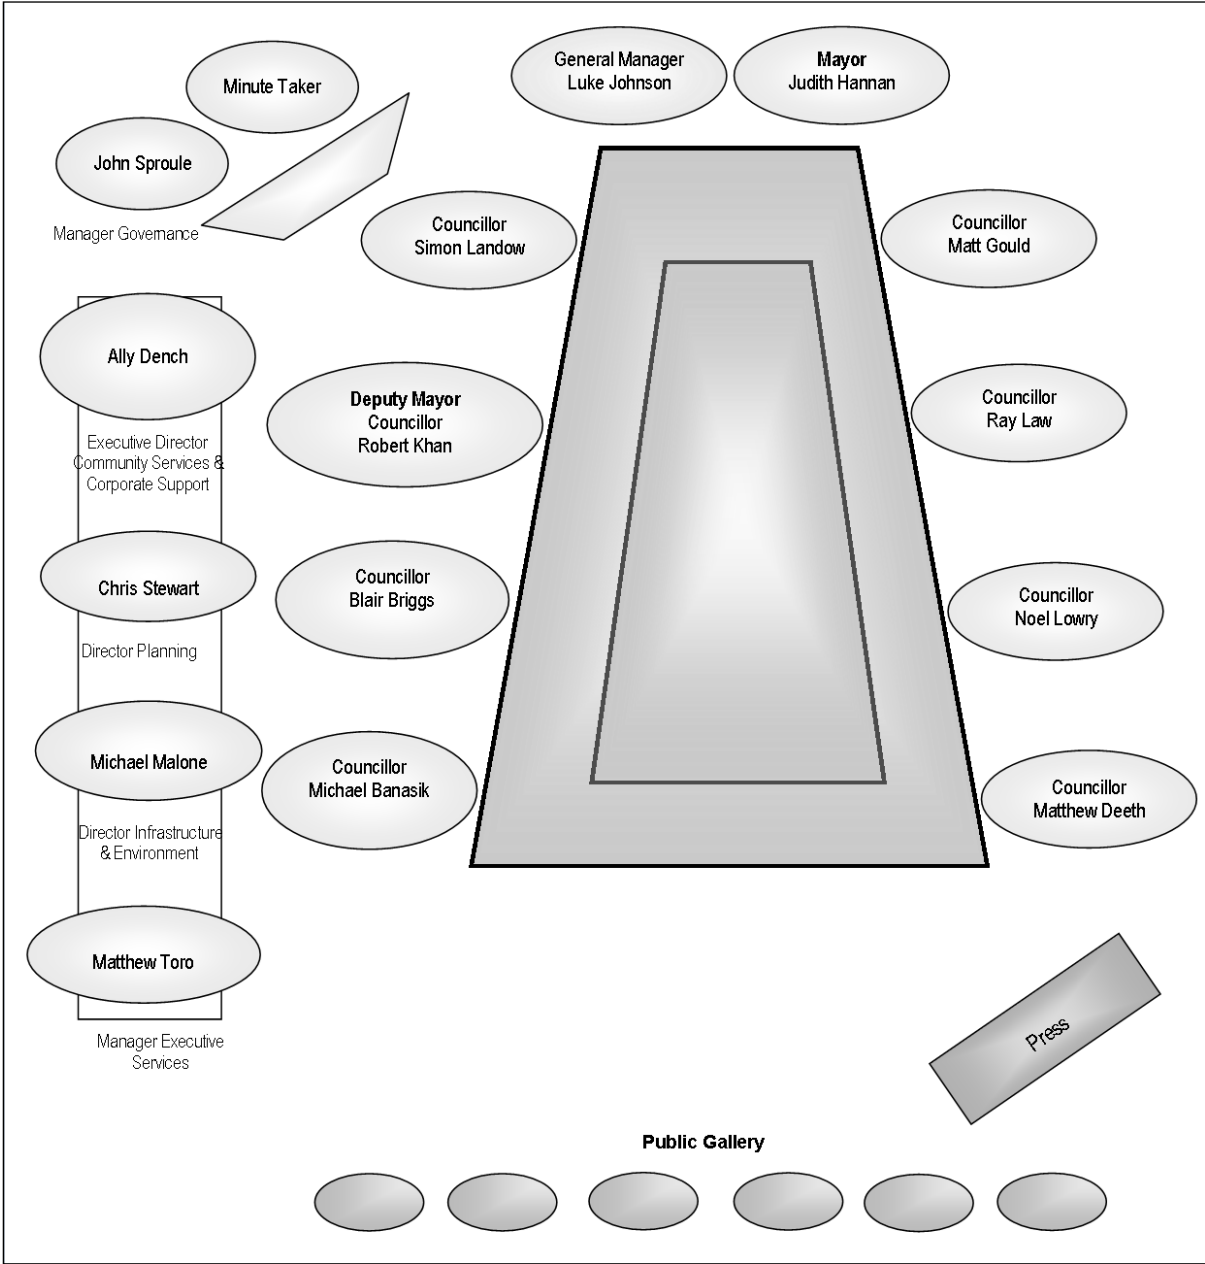 General Manager
Luke Johnson
Mayor
Judith Hannan
Minute Taker
John Sproule
Manager Governance
Councillor
Simon Landow
Councillor
Matt Gould
Ally Dench
Executive Director
Community Services &
Corporate Support
Deputy Mayor
Councillor
Robert Khan
Councillor
Ray Law
Chris Stewart
Director Planning
Councillor
Blair Briggs
Councillor
Noel Lowry
Michael Malone
Director Infrastructure
& Environment
Councillor
Michael Banasik
Councillor
Matthew Deeth
Matthew Toro
Manager Executive
Services
Press
Public Gallery